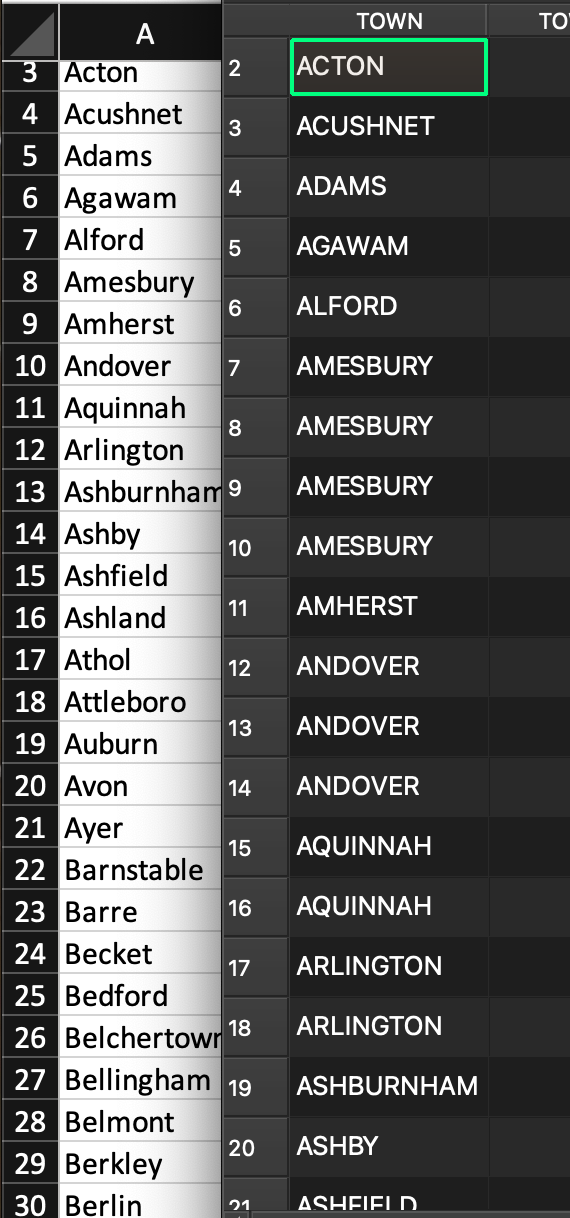 A
3 Acton
4 Acushnet
5 Adams
6 Agawam
7 Alford
8 Amesbury
9 Amherst
10 Andover
11 Aquinnah
12 Arlington
13 Ashburnham
14 Ashby
15 Ashfield
16 Ashland
17 Athol
18 Attleboro
19 Auburn
20 Avon
21 Ayer
22 Barnstable
23 Barre
24 Becket
25 Bedford
26 Belchertown
27 Bellingham
28 Belmont
29 Berkley
30 Berlin
TOWN TO
2 ACTON
3 ACUSHNET
4 ADAMS
5 AGAWAM
6 ALFORD
7 AMESBURY
8 AMESBURY
9 AMESBURY
10 AMESBURY
11 AMHERST
12 ANDOVER
13 ANDOVER
14 ANDOVER
15 AQUINNAH
16 AQUINNAH
17 ARLINGTON
18 ARLINGTON
19 ASHBURNHAM
20 ASHBY
21 ASHFIELD